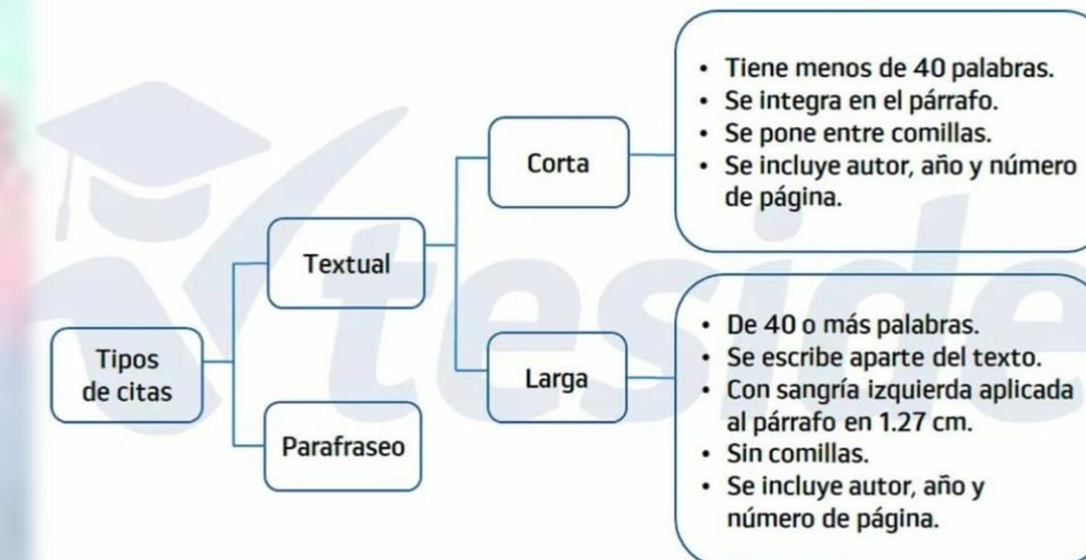 Tipos
de citas
Textual
Parafraseo
Corta
• Tiene menos de 40 palabras.
• Se integra en el párrafo.
• Se pone entre comillas.
• Se incluye autor, año y número
de página.
Larga
• De 40 o más palabras.
• Se escribe aparte del texto.
• Con sangría izquierda aplicada
al párrafo en 1.27 cm.
• Sin comillas.
• Se incluye autor, año y
número de página.
teside